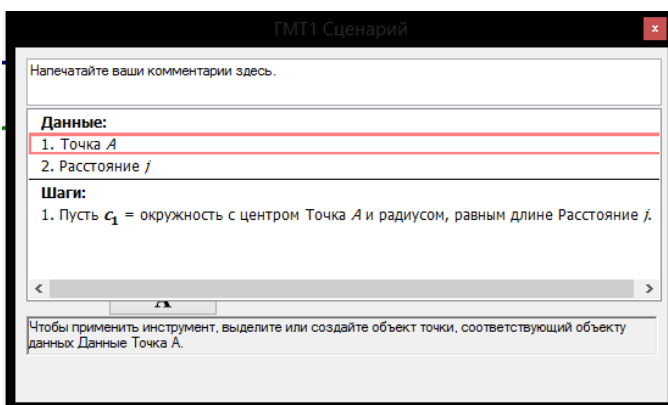 ГМТ1 Сценарий
x
Напечатайте ваши комментарии здесь.
Данные:
1. Точка A
2. Расстояние j
Шаги:
1. Пусть c₁ = окружность с центром Точка A и радиусом, равным длине Расстояние j.
Чтобы применить инструмент, выделите или создайте объект точки, соответствующий объекту
данных Данные Точка A.